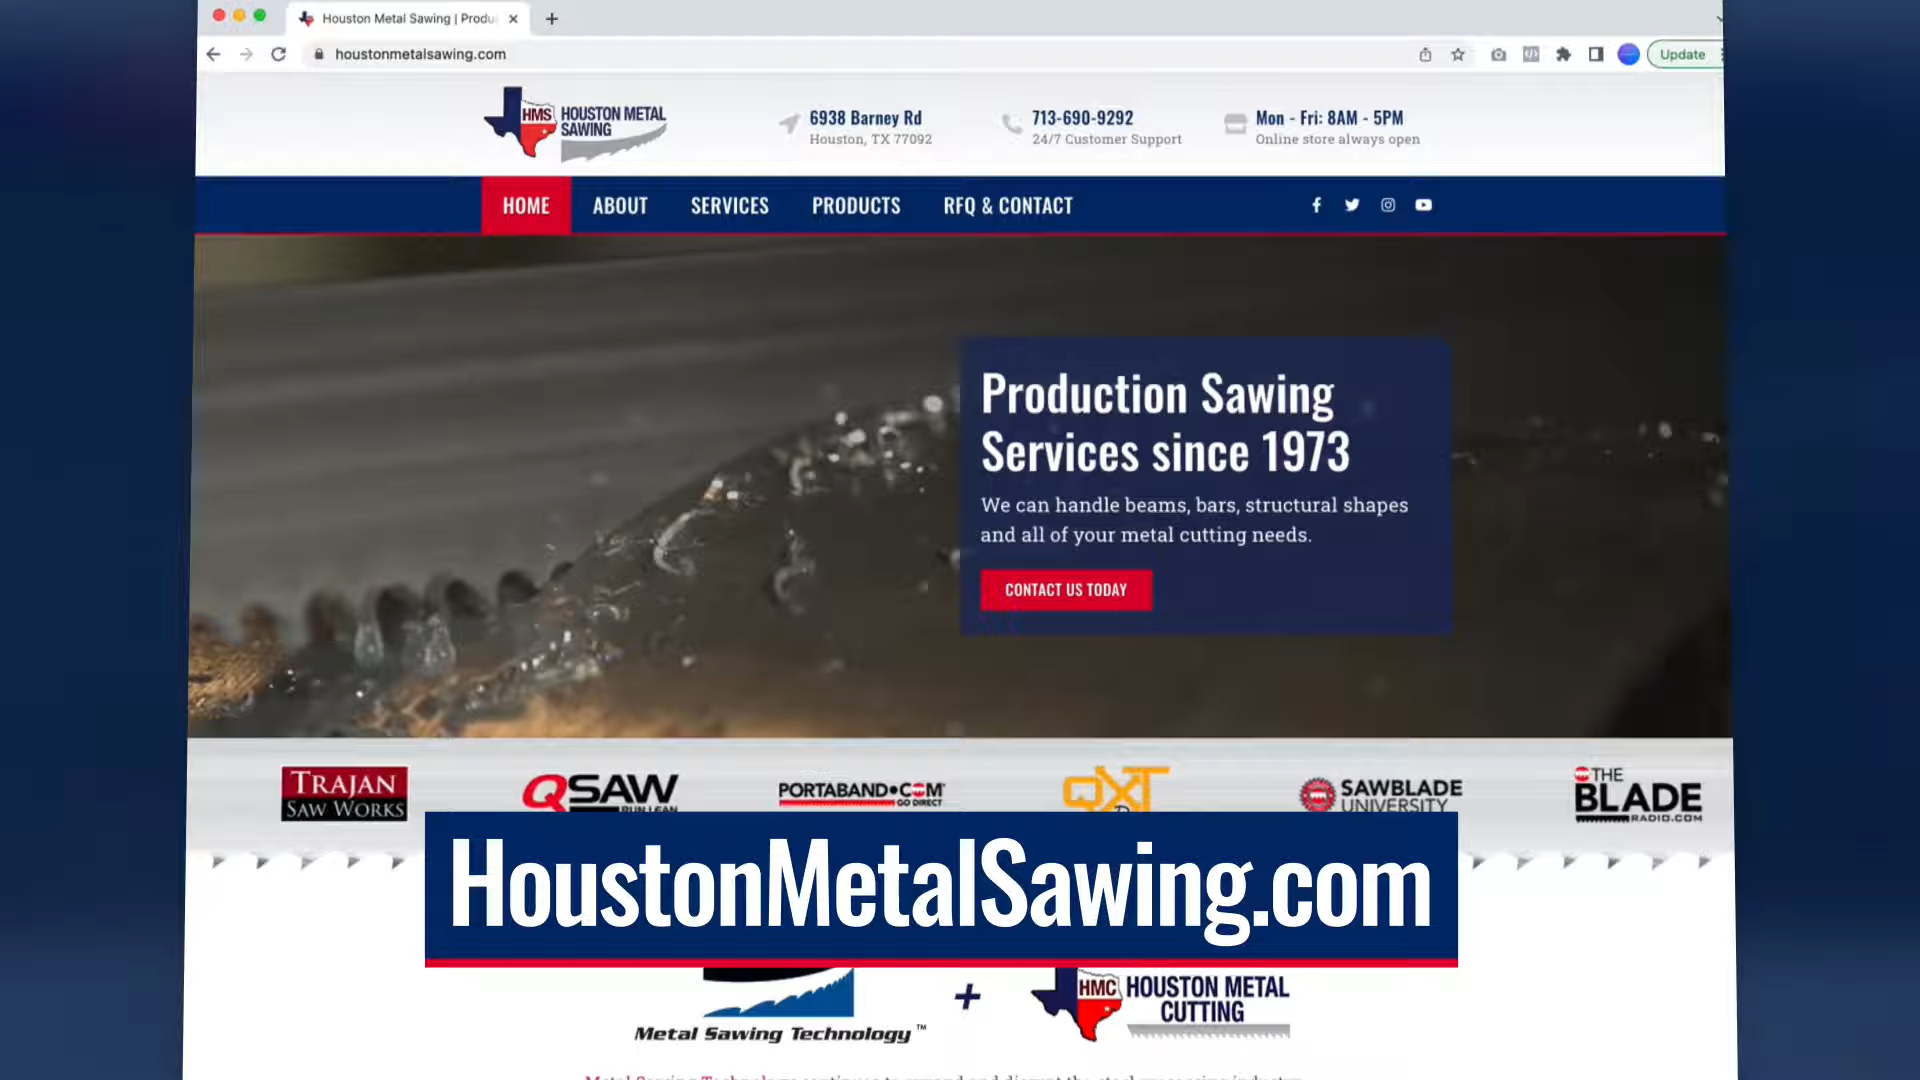 Houston Metal Sawing | Produ
houstonmetalsawing.com
Update
HMS HOUSTON METAL
SAWING
6938 Barney Rd
Houston, TX 77092
713-690-9292
24/7 Customer Support
Mon - Fri: 8AM - 5PM
Online store always open
HOME ABOUT SERVICES PRODUCTS RFQ & CONTACT
Production Sawing
Services since 1973
We can handle beams, bars, structural shapes
and all of your metal cutting needs.
CONTACT US TODAY
TRAJAN
SAW WORKS
QSAW
RUN LEAN
PORTABAND•COM
GO DIRECT
QXT
SAWBLADE
UNIVERSITY
THE
BLADE
RADIO.COM
HoustonMetalSawing.com
Metal Sawing Technology™
+
HMC HOUSTON METAL
CUTTING